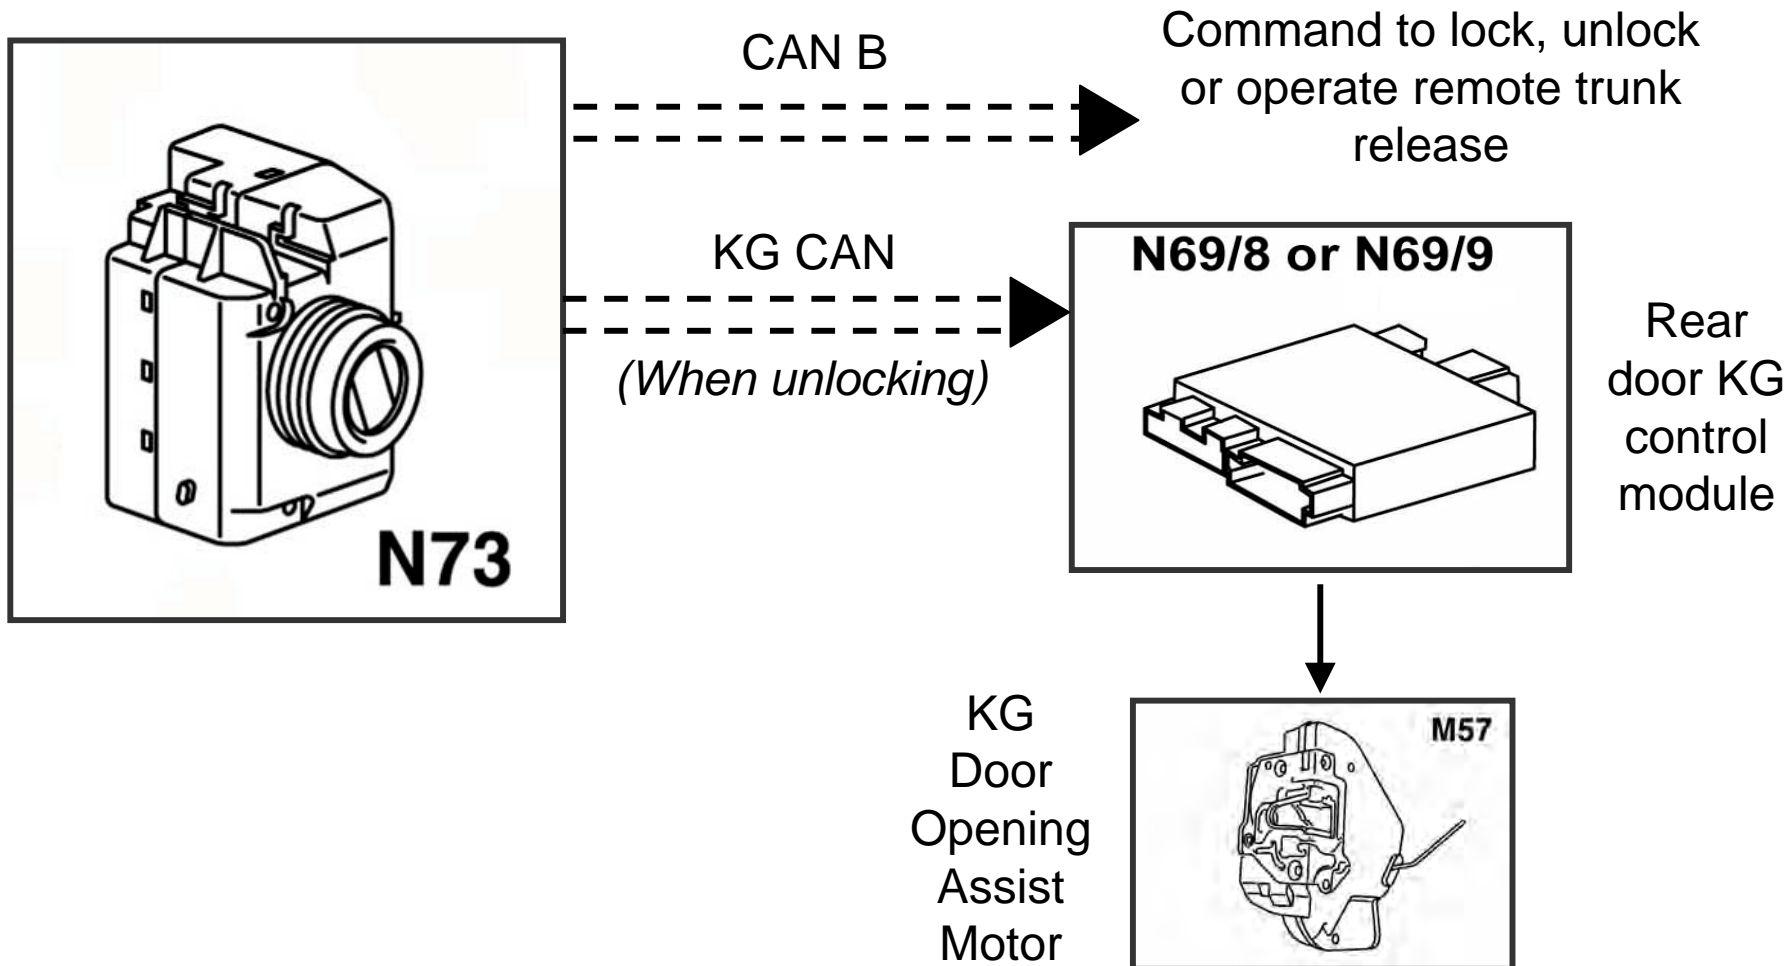 CAN B
Command to lock, unlock
or operate remote trunk
release
KG CAN
(When unlocking)
N73
N69/8 or N69/9
Rear
door KG
control
module
KG
Door
Opening
Assist
Motor
M57